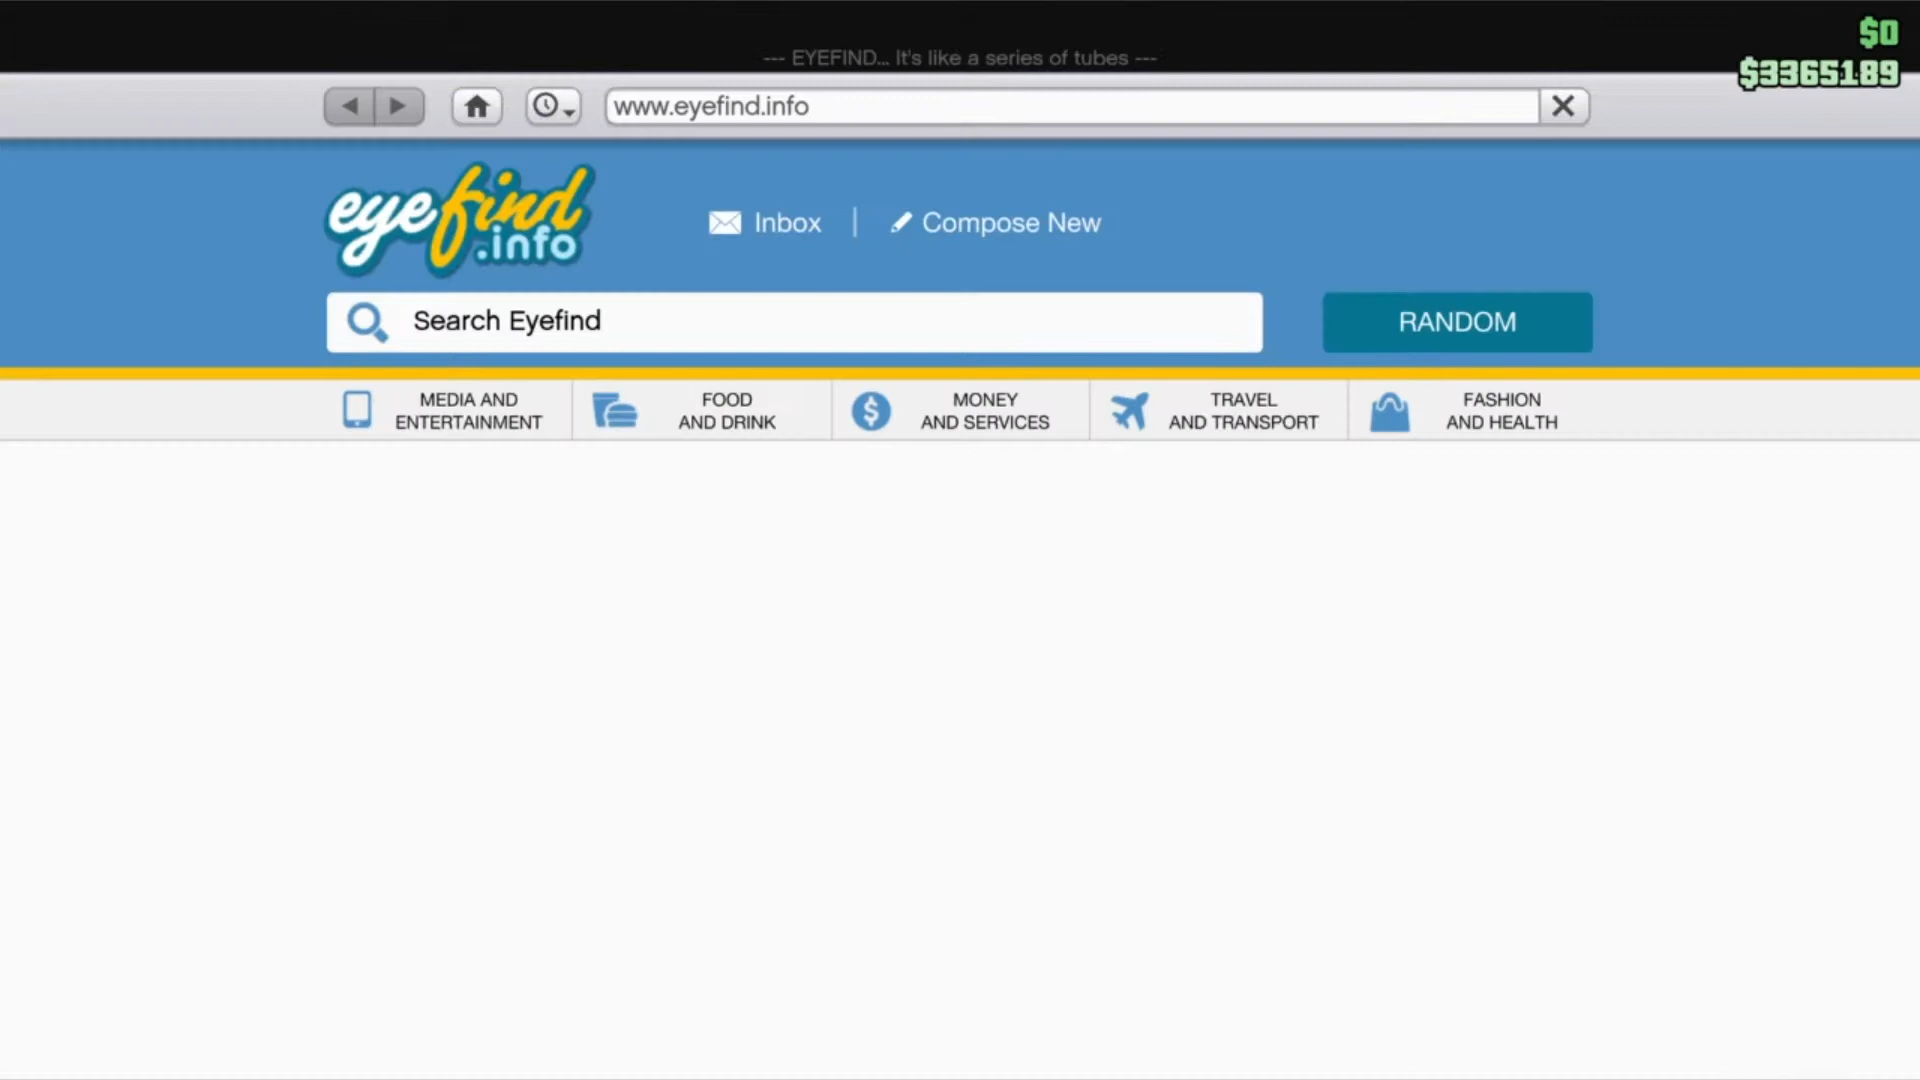 $0
--- EYEFIND... It's like a series of tubes ---
$3365189
www.eyefind.info
eyefind
.info
Inbox | Compose New
Search Eyefind
RANDOM
MEDIA AND
ENTERTAINMENT
FOOD
AND DRINK
MONEY
AND SERVICES
TRAVEL
AND TRANSPORT
FASHION
AND HEALTH